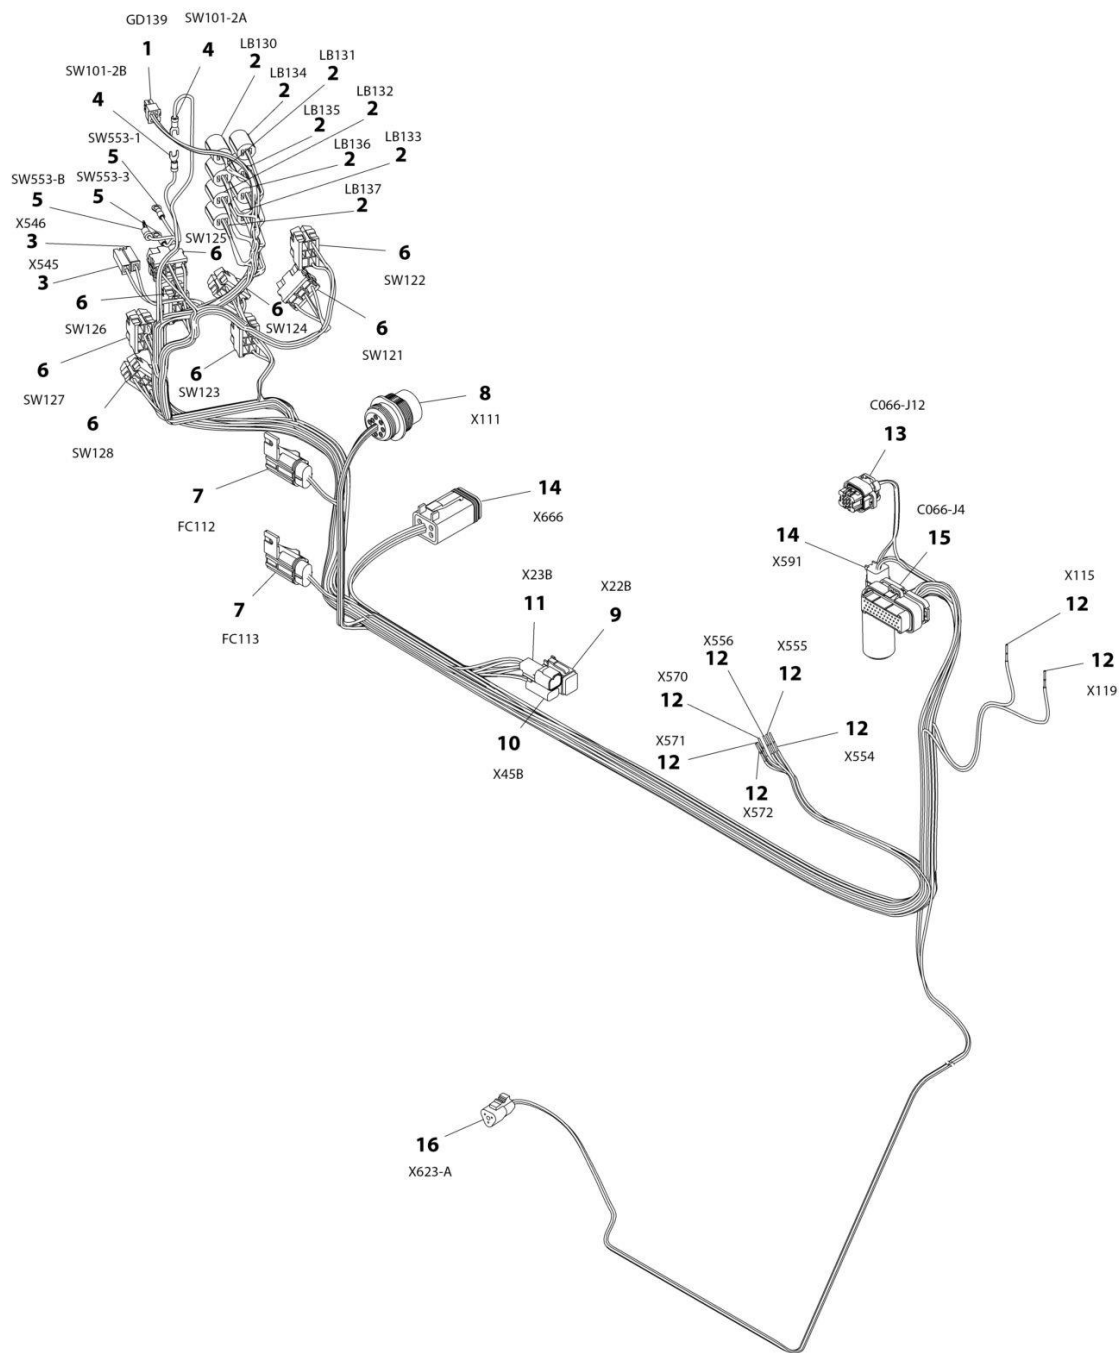 GD139
1
SW101-2A
4
SW101-2B
4
SW553-1
5
SW553-B
5
SW553-3
5
X546
3
X545
3
LB130
2
LB131
2
LB134
2
LB132
2
LB135
2
LB133
2
LB136
2
LB137
2
SW125
6
6
SW122
6
SW126
6
SW124
6
SW121
6
SW127
6
SW123
6
SW128
8
X111
7
FC112
14
X666
7
FC113
X23B
11
X22B
9
10
X45B
C066-J12
13
C066-J4
15
14
X591
X115
12
12
X119
X556
12
X555
12
X570
12
X571
12
12
X554
12
X572
16
X623-A